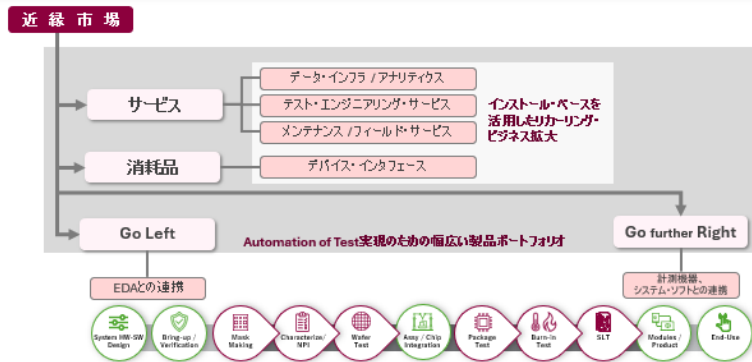 近縁市場
サービス
データ・インフラ / アナリティクス
テスト・エンジニアリング・サービス
メンテナンス /フィールド・サービス
インストール・ベースを
活用したリカーリング・
ビジネス拡大
消耗品
デバイス・インタフェース
Go Left
Automation of Test実現のための幅広い製品ポートフォリオ
Go further Right
EDAとの連携
計測機器、
システム・ソフトとの連携
System HW-SW
Design
Bring-up /
Verification
Mask
Making
Characterize/
NPI
Wafer
Test
Assy / Chip
Integration
Package
Test
Burn-in
Test
SLT
Modules /
Product
End-Use